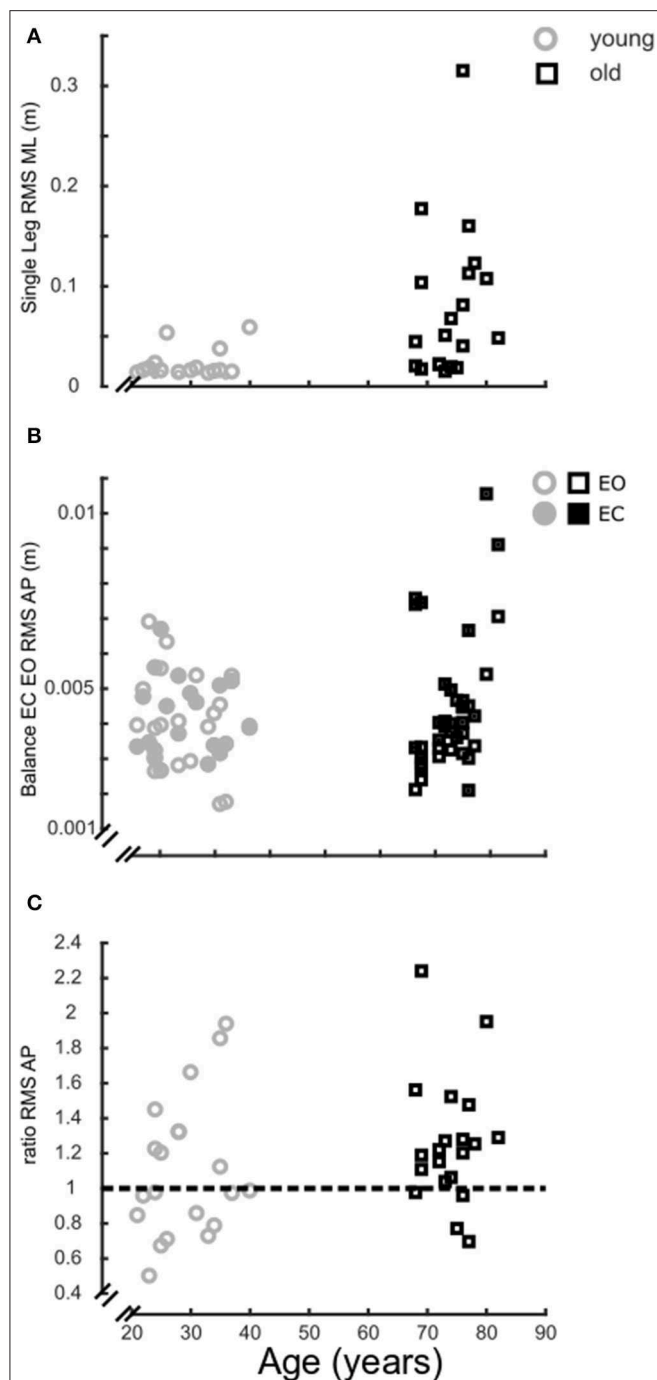 A
young
old
Single Leg RMS ML (m)
0.3
0.2
0.1
0
B
EO
EC
Balance EC EO RMS AP (m)
0.01
0.005
0.001
C
ratio RMS AP
2.4
2.2
2
1.8
1.6
1.4
1.2
1
0.8
0.6
0.4
20 30 40 50 60 70 80 90
Age (years)